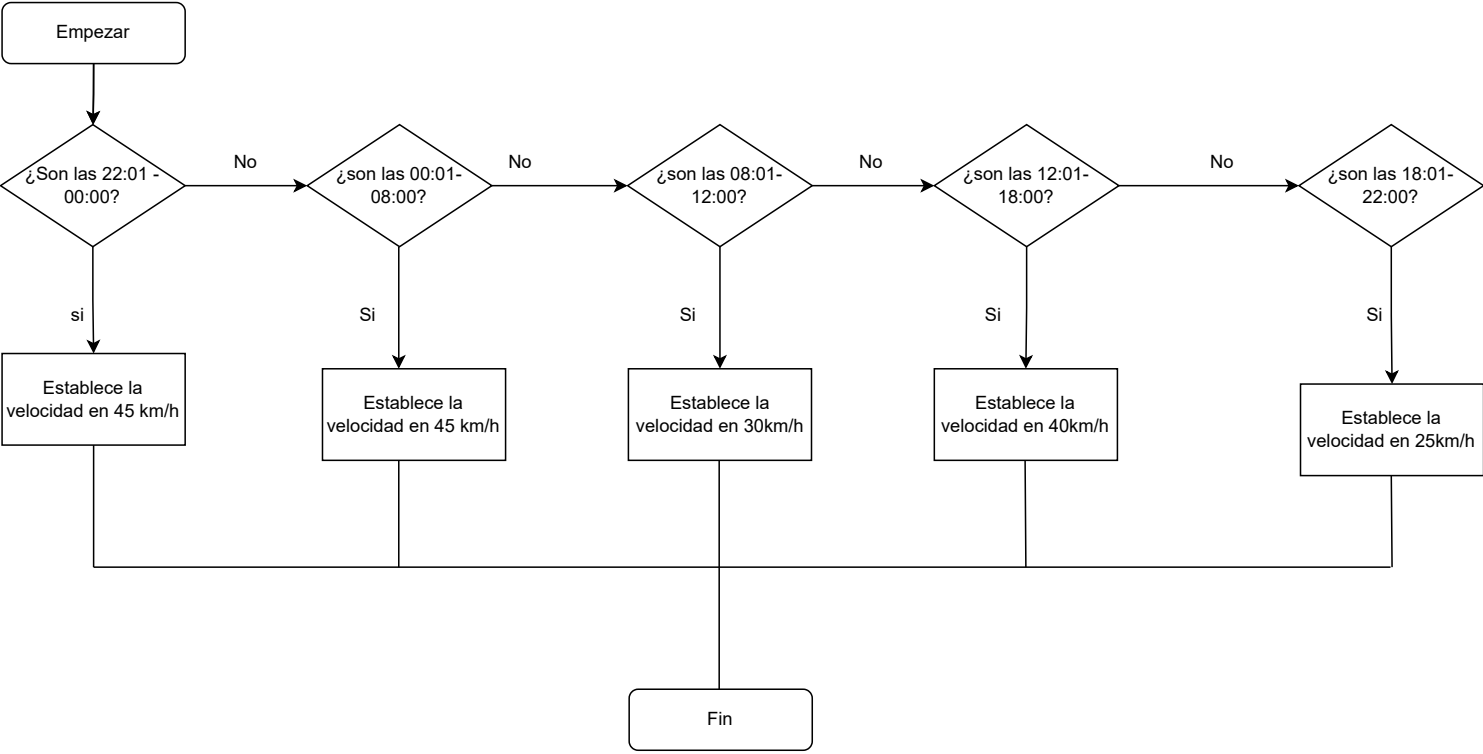 Empezar
¿Son las 22:01 -
00:00?
No
¿son las 00:01-
08:00?
No
¿son las 08:01-
12:00?
No
¿son las 12:01-
18:00?
No
¿son las 18:01-
22:00?
si
Si
Si
Si
Si
Establece la
velocidad en 45 km/h
Establece la
velocidad en 45 km/h
Establece la
velocidad en 30km/h
Establece la
velocidad en 40km/h
Establece la
velocidad en 25km/h
Fin